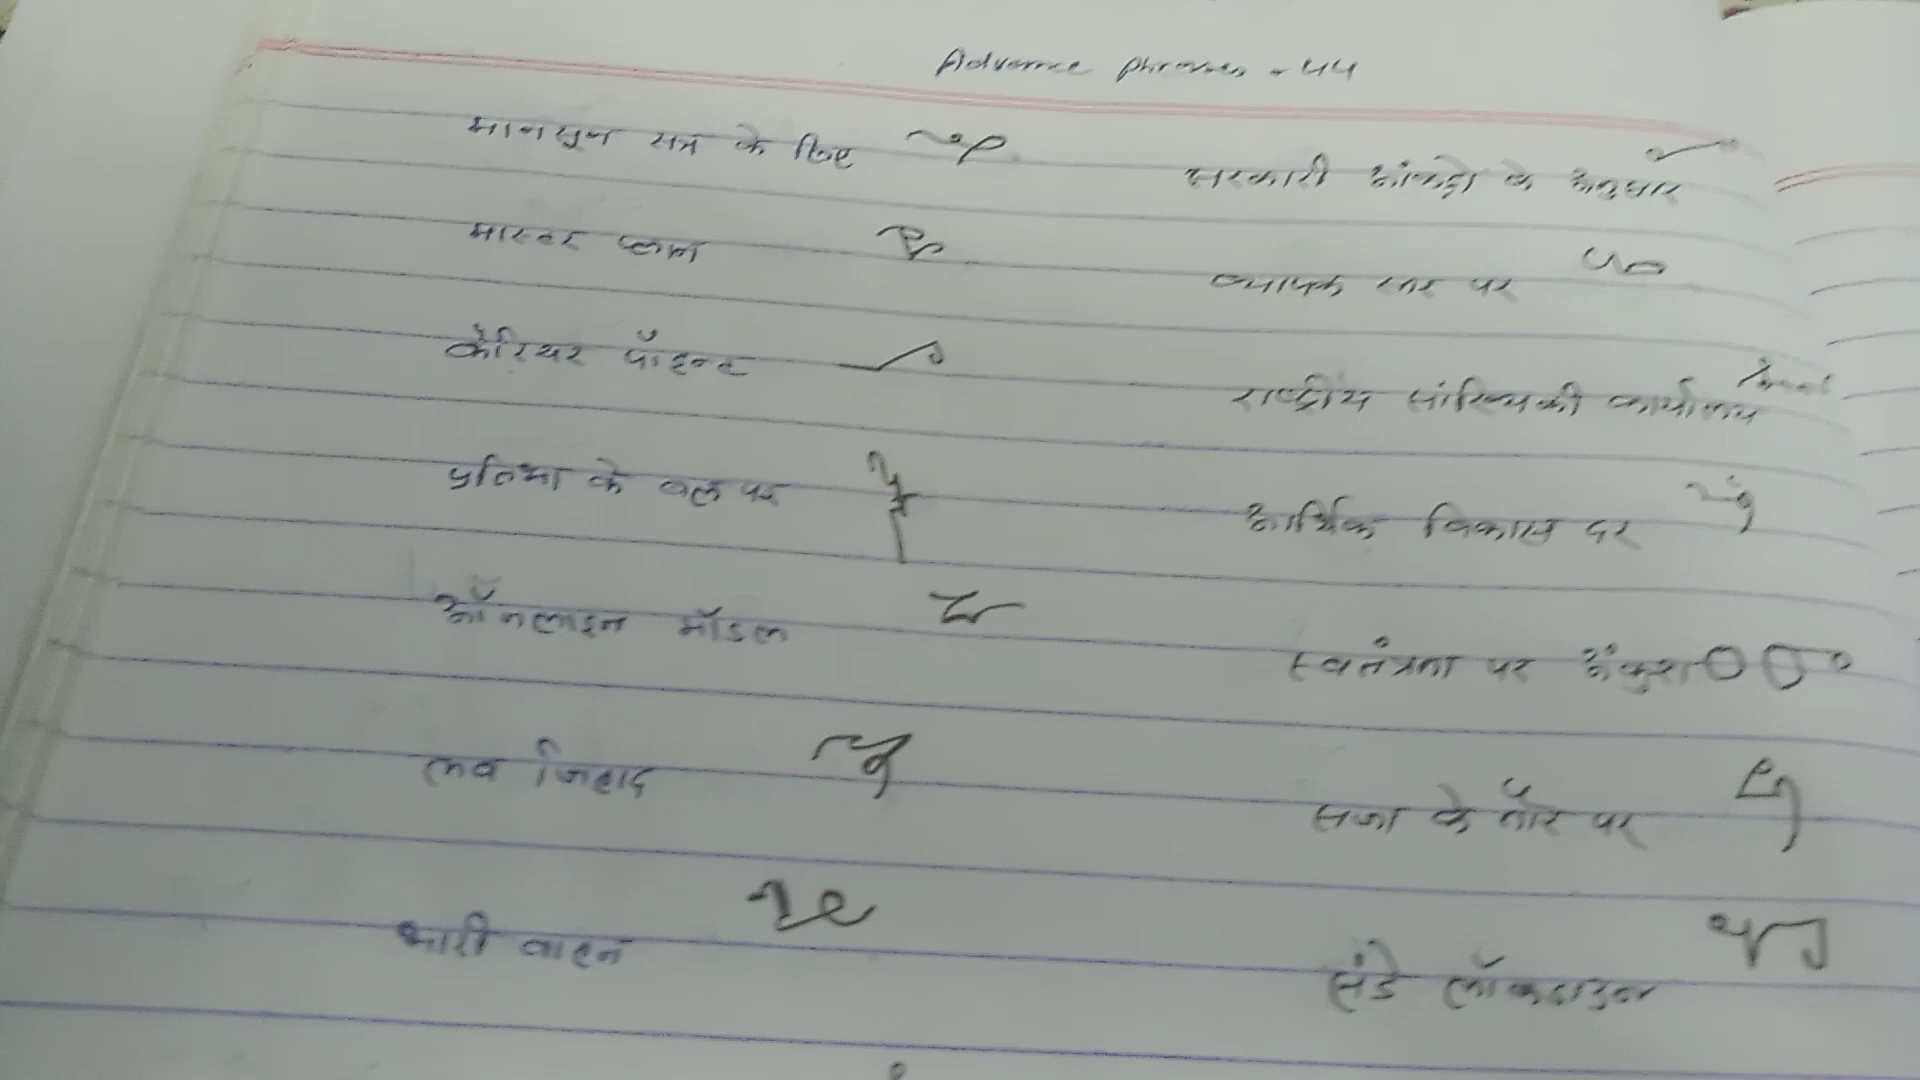 Advance phrases - 44
मानसून सत्र के लिए
सरकारी आंकड़ो के अनुसार
मास्टर प्लान
व्यापक स्तर पर
कैरियर पॉइन्ट
राष्ट्रीय सांख्यिकी कार्यालय
प्रतिभा के बल पर
आर्थिक विकास दर
ऑनलाइन मॉडल
स्वतंत्रता पर अंकुश
लव जिहाद
सजा के तौर पर
भारी वाहन
संडे लॉकडाउन